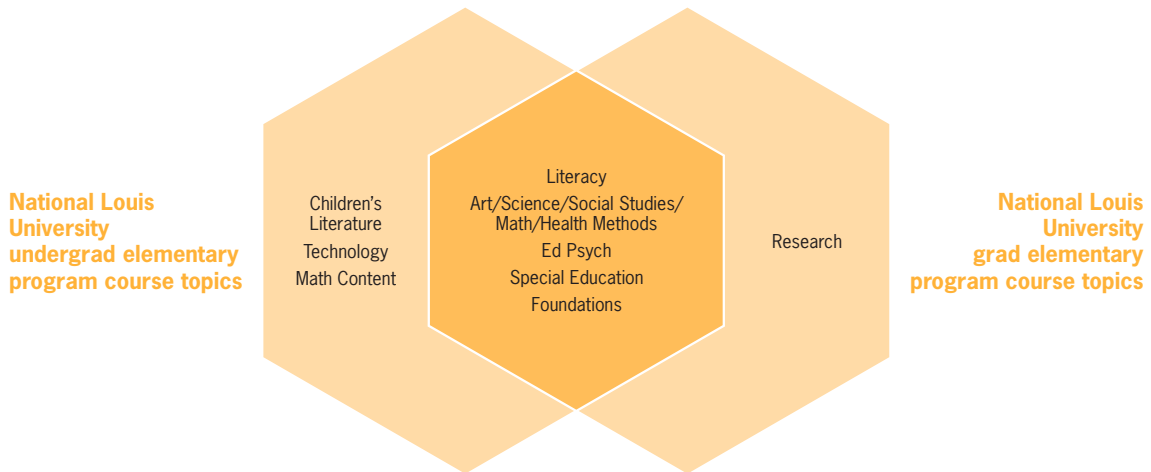 National Louis
University
undergrad elementary
program course topics
Children's
Literature
Technology
Math Content
Literacy
Art/Science/Social Studies/
Math/Health Methods
Ed Psych
Special Education
Foundations
Research
National Louis
University
grad elementary
program course topics